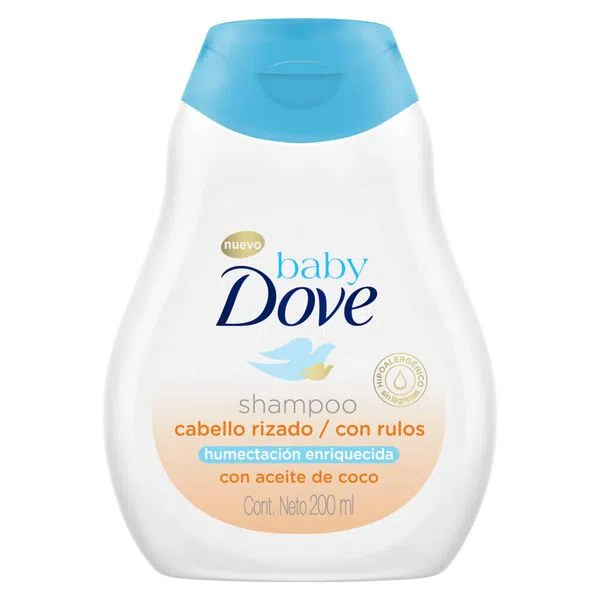 nuevo
baby
Dove
HIPOALERGÉNICO
sin lágrimas
shampoo
cabello rizado / con rulos
humectación enriquecida
con aceite de coco
Cont. Neto 200 ml